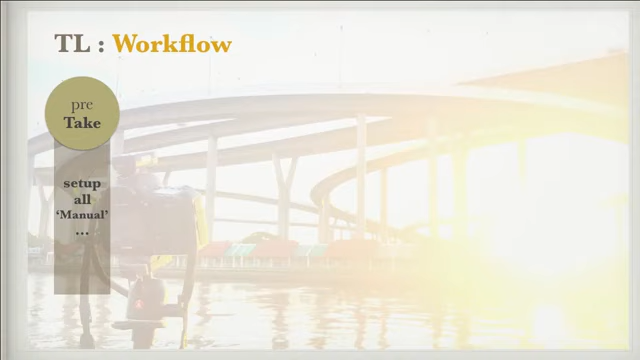 TL : Workflow
pre
Take
setup
all
‘Manual’
...